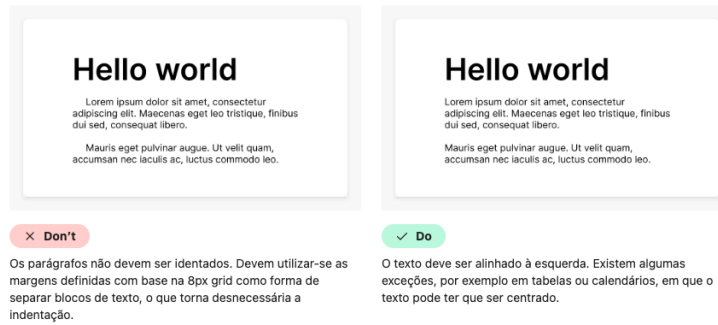 Hello world
Lorem ipsum dolor sit amet, consectetur
adipiscing elit. Maecenas eget leo tristique, finibus
dui sed, consequat libero.
Mauris eget pulvinar augue. Ut velit quam,
accumsan nec iaculis ac, luctus commodo leo.
Don't
Os parágrafos não devem ser identados. Devem utilizar-se as
margens definidas com base na 8px grid como forma de
separar blocos de texto, o que torna desnecessária a
indentação.
Hello world
Lorem ipsum dolor sit amet, consectetur
adipiscing elit. Maecenas eget leo tristique, finibus
dui sed, consequat libero.
Mauris eget pulvinar augue. Ut velit quam,
accumsan nec iaculis ac, luctus commodo leo.
Do
O texto deve ser alinhado à esquerda. Existem algumas
exceções, por exemplo em tabelas ou calendários, em que o
texto pode ter que ser centrado.